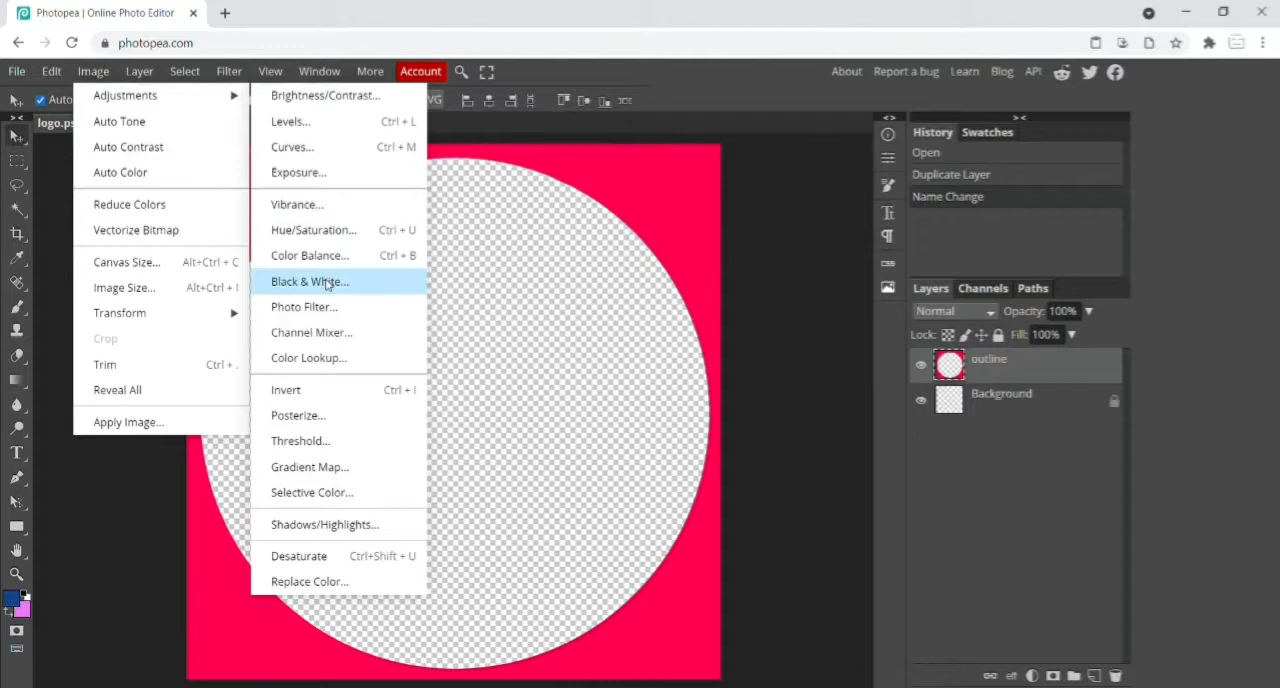 Photopea | Online Photo Editor
photopea.com
File Edit Image Layer Select Filter View Window More Account
About Report a bug Learn Blog API
Auto
VG
logo.ps
Adjustments
Auto Tone
Auto Contrast
Auto Color
Reduce Colors
Vectorize Bitmap
Canvas Size... Alt+Ctrl + C
Image Size... Alt+Ctrl + I
Transform
Crop
Trim Ctrl + .
Reveal All
Apply Image...
Brightness/Contrast...
Levels... Ctrl + L
Curves... Ctrl + M
Exposure...
Vibrance...
Hue/Saturation... Ctrl + U
Color Balance... Ctrl + B
Black & White...
Photo Filter...
Channel Mixer...
Color Lookup...
Invert Ctrl + I
Posterize...
Threshold...
Gradient Map...
Selective Color...
Shadows/Highlights...
Desaturate Ctrl+Shift + U
Replace Color...
History Swatches
Open
Duplicate Layer
Name Change
Layers Channels Paths
Normal Opacity: 100%
Lock: Fill: 100%
outline
Background
eff